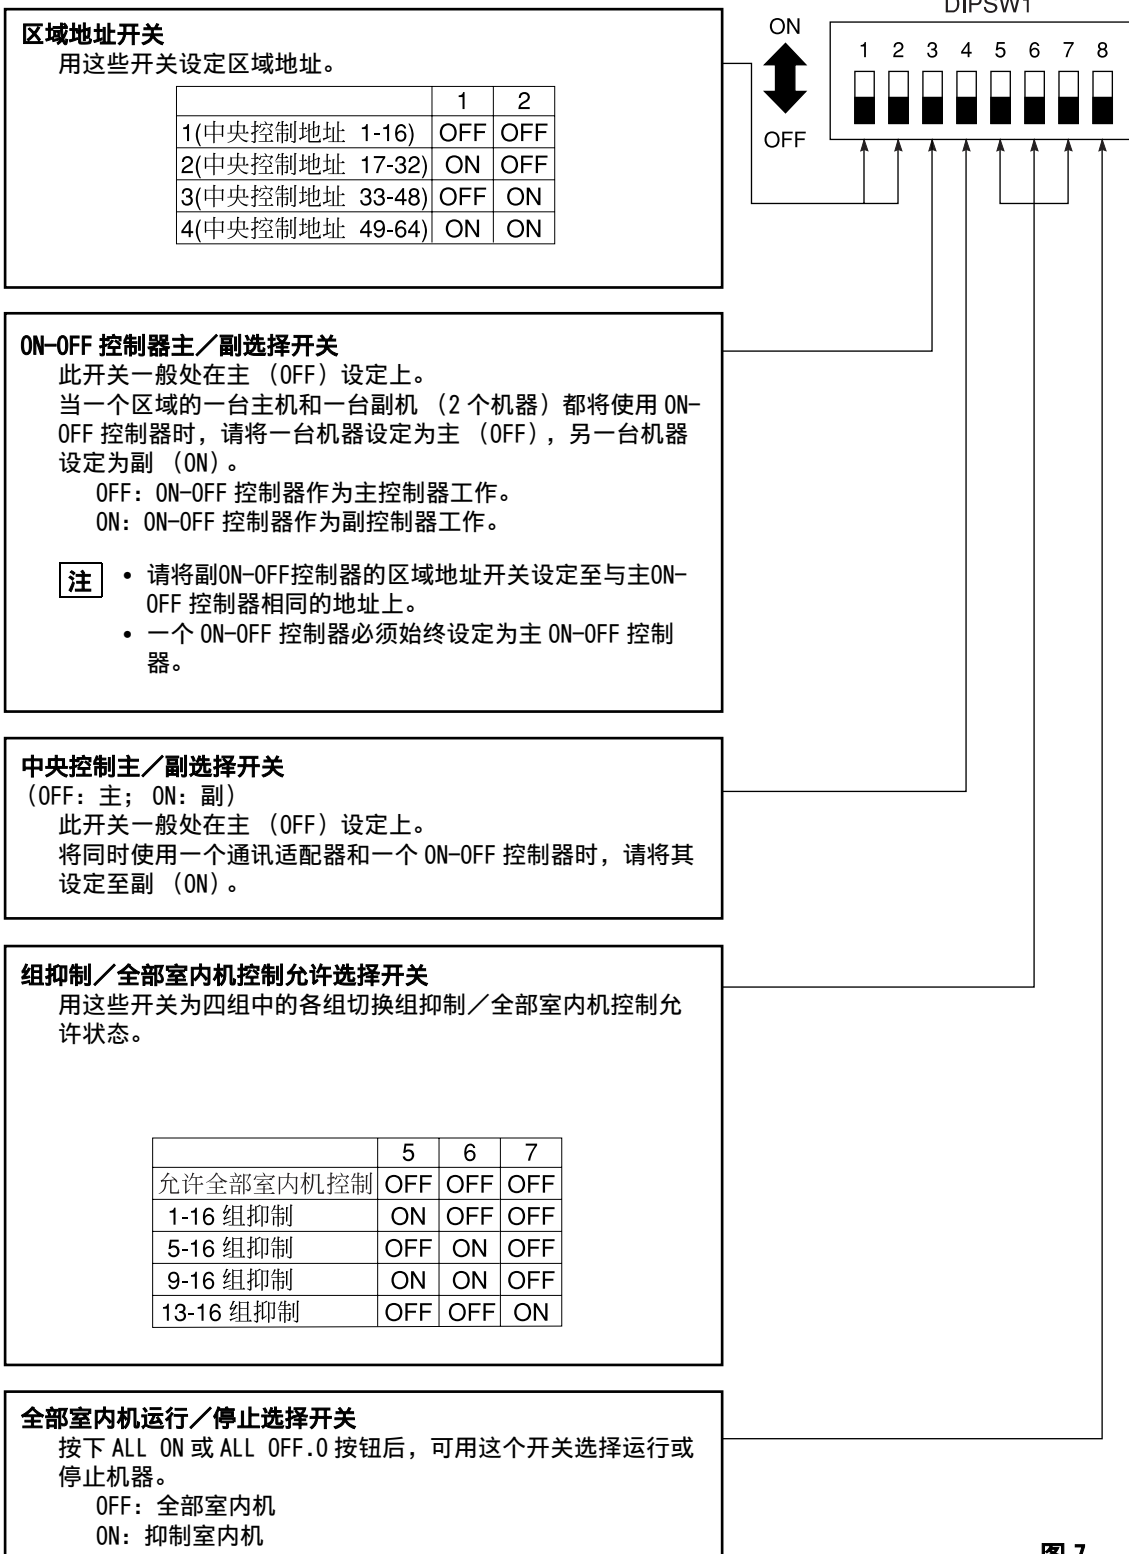 DIPSW1
ON
OFF
1 2 3 4 5 6 7 8
区域地址开关
用这些开关设定区域地址。
1 2
1(中央控制地址 1-16) OFF OFF
2(中央控制地址 17-32) ON OFF
3(中央控制地址 33-48) OFF ON
4(中央控制地址 49-64) ON ON
ON-OFF 控制器主／副选择开关
此开关一般处在主 （OFF）设定上。
当一个区域的一台主机和一台副机 （2 个机器）都将使用 ON-
OFF 控制器时，请将一台机器设定为主 （OFF），另一台机器
设定为副 （ON）。
OFF：ON-OFF 控制器作为主控制器工作。
ON：ON-OFF 控制器作为副控制器工作。
注 • 请将副ON-OFF控制器的区域地址开关设定至与主ON-
OFF 控制器相同的地址上。
• 一个 ON-OFF 控制器必须始终设定为主 ON-OFF 控制
器。
中央控制主／副选择开关
（OFF：主； ON：副）
此开关一般处在主 （OFF）设定上。
将同时使用一个通讯适配器和一个 ON-OFF 控制器时，请将其
设定至副 （ON）。
组抑制／全部室内机控制允许选择开关
用这些开关为四组中的各组切换组抑制／全部室内机控制允
许状态。
5 6 7
允许全部室内机控制 OFF OFF OFF
1-16 组抑制 ON OFF OFF
5-16 组抑制 OFF ON OFF
9-16 组抑制 ON ON OFF
13-16 组抑制 OFF OFF ON
全部室内机运行／停止选择开关
按下 ALL ON 或 ALL OFF.O 按钮后，可用这个开关选择运行或
停止机器。
OFF：全部室内机
ON：抑制室内机
图 7